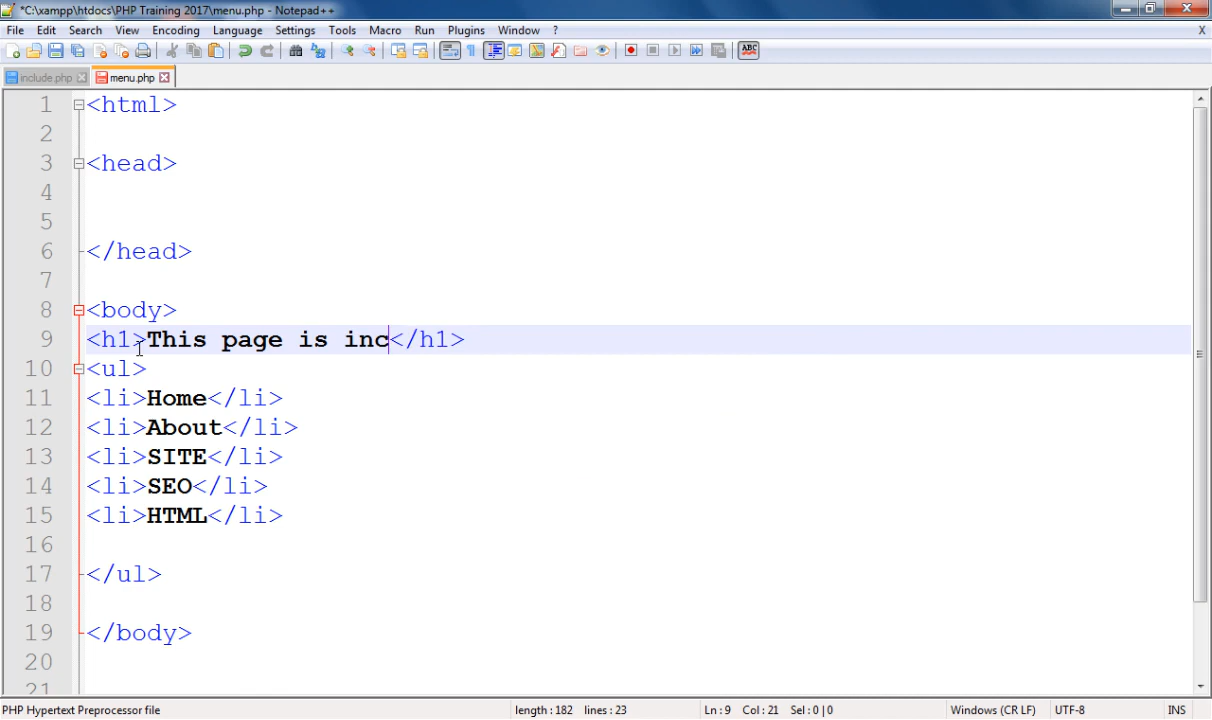 *C:\xampp\htdocs\PHP Training 2017\menu.php - Notepad++
File Edit Search View Encoding Language Settings Tools Macro Run Plugins Window ? X
ABC
include.php menu.php
1 <html>
2
3 <head>
4
5
6 </head>
7
8 <body>
9 <h1>This page is inc</h1>
10 <ul>
11 <li>Home</li>
12 <li>About</li>
13 <li>SITE</li>
14 <li>SEO</li>
15 <li>HTML</li>
16
17 </ul>
18
19 </body>
20
21
PHP Hypertext Preprocessor file length : 182 lines : 23 Ln : 9 Col : 21 Sel : 0 | 0 Windows (CR LF) UTF-8 INS